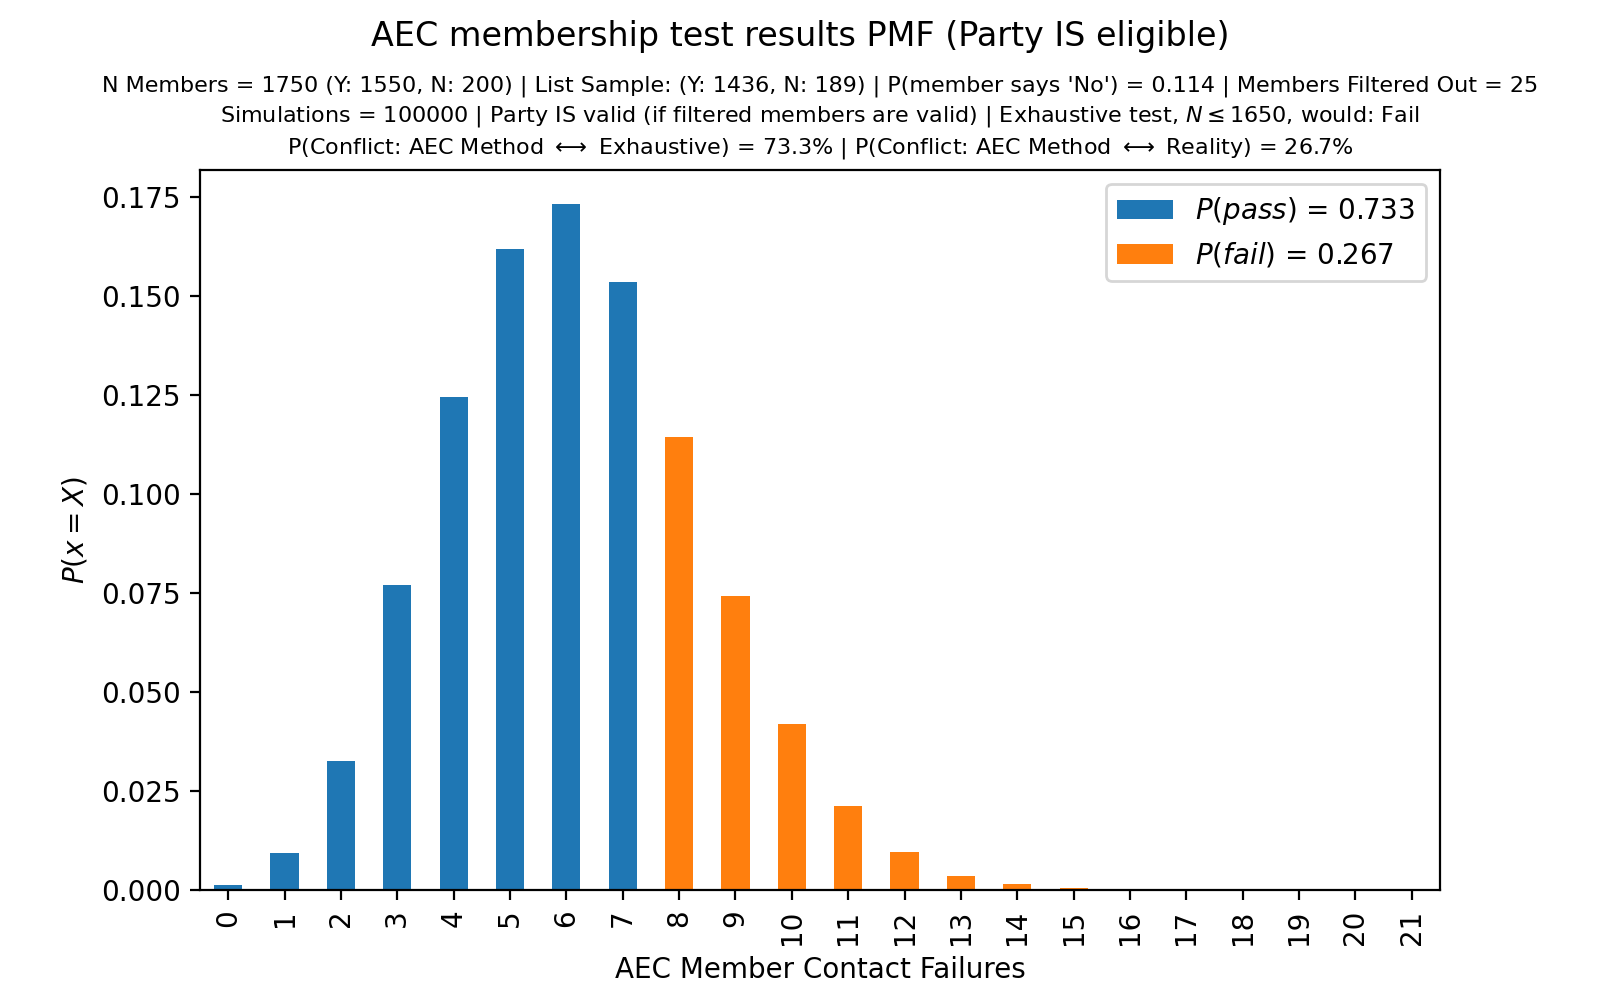 AEC membership test results PMF (Party IS eligible)
N Members = 1750 (Y: 1550, N: 200) | List Sample: (Y: 1436, N: 189) | P(member says 'No') = 0.114 | Members Filtered Out = 25
Simulations = 100000 | Party IS valid (if filtered members are valid) | Exhaustive test, N ≤ 1650, would: Fail
P(Conflict: AEC Method ⟷ Exhaustive) = 73.3% | P(Conflict: AEC Method ⟷ Reality) = 26.7%
P(pass) = 0.733
P(fail) = 0.267
0.175
0.150
0.125
0.100
0.075
0.050
0.025
0.000
P(x = X)
0 1 2 3 4 5 6 7 8 9 10 11 12 13 14 15 16 17 18 19 20 21
AEC Member Contact Failures